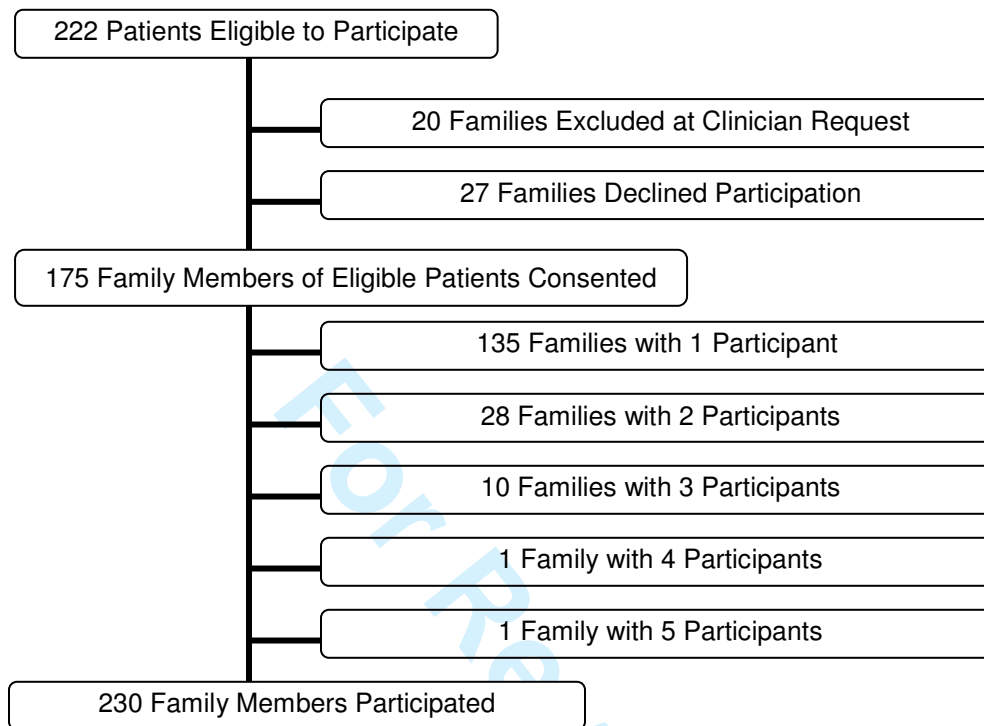 222 Patients Eligible to Participate
20 Families Excluded at Clinician Request
27 Families Declined Participation
175 Family Members of Eligible Patients Consented
135 Families with 1 Participant
28 Families with 2 Participants
10 Families with 3 Participants
1 Family with 4 Participants
1 Family with 5 Participants
230 Family Members Participated
For Re